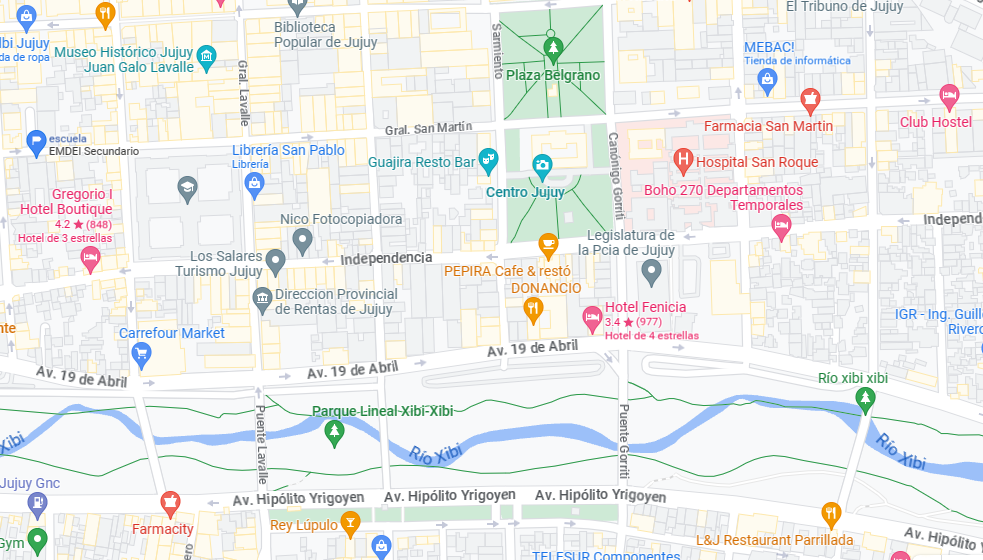 El Tribuno de Jujuy
Biblioteca
Popular de Jujuy
lbi Jujuy
da de ropa
Museo Histórico Jujuy
Juan Galo Lavalle
Gral. Lavalle
Sarmiento
Plaza Belgrano
MEBAC!
Tienda de informática
Farmacia San Martin
Club Hostel
Gral. San Martín
escuela
EMDEI Secundario
Librería San Pablo
Librería
Guajira Resto Bar
Centro Jujuy
Canónigo Gorriti
Hospital San Roque
Boho 270 Departamentos
Temporales
Gregorio I
Hotel Boutique
4.2 ★ (848)
Hotel de 3 estrellas
Nico Fotocopiadora
Legislatura de
la Pcia de Jujuy
Independ
Los Salares
Turismo Jujuy
Independencia
PEPIRA Cafe & restó
DONANCIO
Direccion Provincial
de Rentas de Jujuy
Hotel Fenicia
3.4 ★ (977)
Hotel de 4 estrellas
IGR - Ing. Guille
Rivero
nte
Carrefour Market
Av. 19 de Abril
Av. 19 de Abril
Av. 19 de Abril
Río xibi xibi
Parque Lineal Xibi-Xibi
Puente Lavalle
Puente Gorriti
Xibi
Río Xibi
Río Xibi
Jujuy Gnc
Av. Hipólito Yrigoyen
Av. Hipólito Yrigoyen
Av. Hipólito Yrigoyen
Farmacity
Rey Lúpulo
L&J Restaurant Parrillada
Av. Hipólito Yri
Gym
TELESUR Componentes